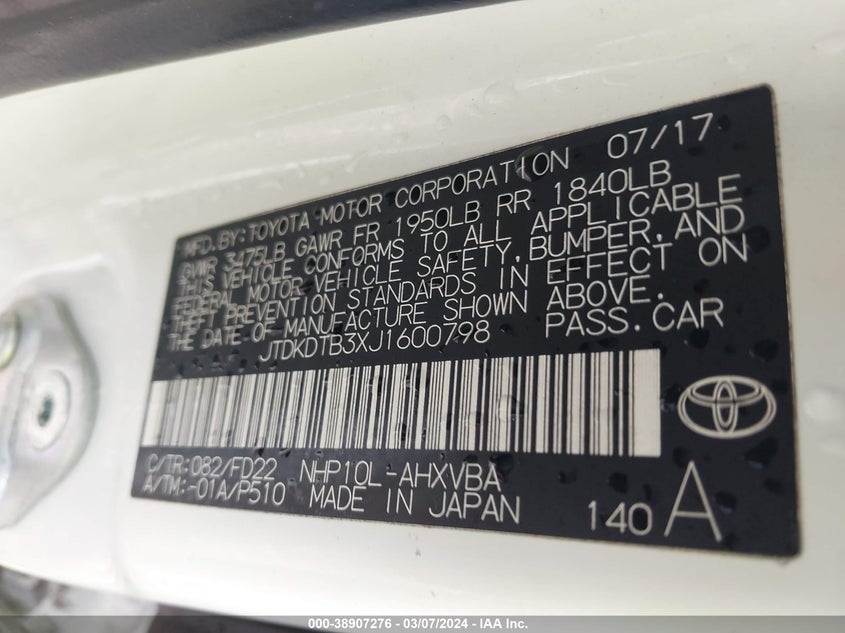 MFD. BY: TOYOTA MOTOR CORPORATION 07/17
GVWR 3475LB GAWR FR 1950LB RR 1840LB
THIS VEHICLE CONFORMS TO ALL APPLICABLE
FEDERAL MOTOR VEHICLE SAFETY, BUMPER, AND
THEFT PREVENTION STANDARDS IN EFFECT ON
THE DATE OF MANUFACTURE SHOWN ABOVE.
JTDKDTB3XJ1600798 PASS. CAR
C/TR: 082/FD22 NHP10L-AHXVBA
A/TM: -01A/P510 MADE IN JAPAN 140 A
000-38907276 - 03/07/2024 - IAA Inc.